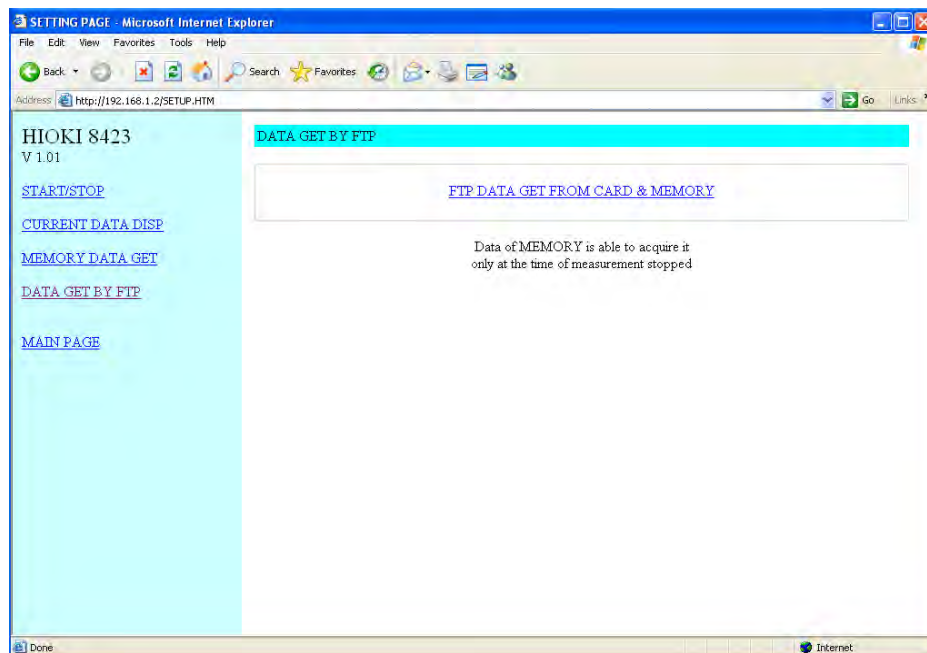 SETTING PAGE - Microsoft Internet Explorer
File Edit View Favorites Tools Help
Back Search Favorites
Address http://192.168.1.2/SETUP.HTM Go Links
HIOKI 8423
V 1.01
START/STOP
CURRENT DATA DISP
MEMORY DATA GET
DATA GET BY FTP
MAIN PAGE
DATA GET BY FTP
FTP DATA GET FROM CARD & MEMORY
Data of MEMORY is able to acquire it
only at the time of measurement stopped
Done Internet